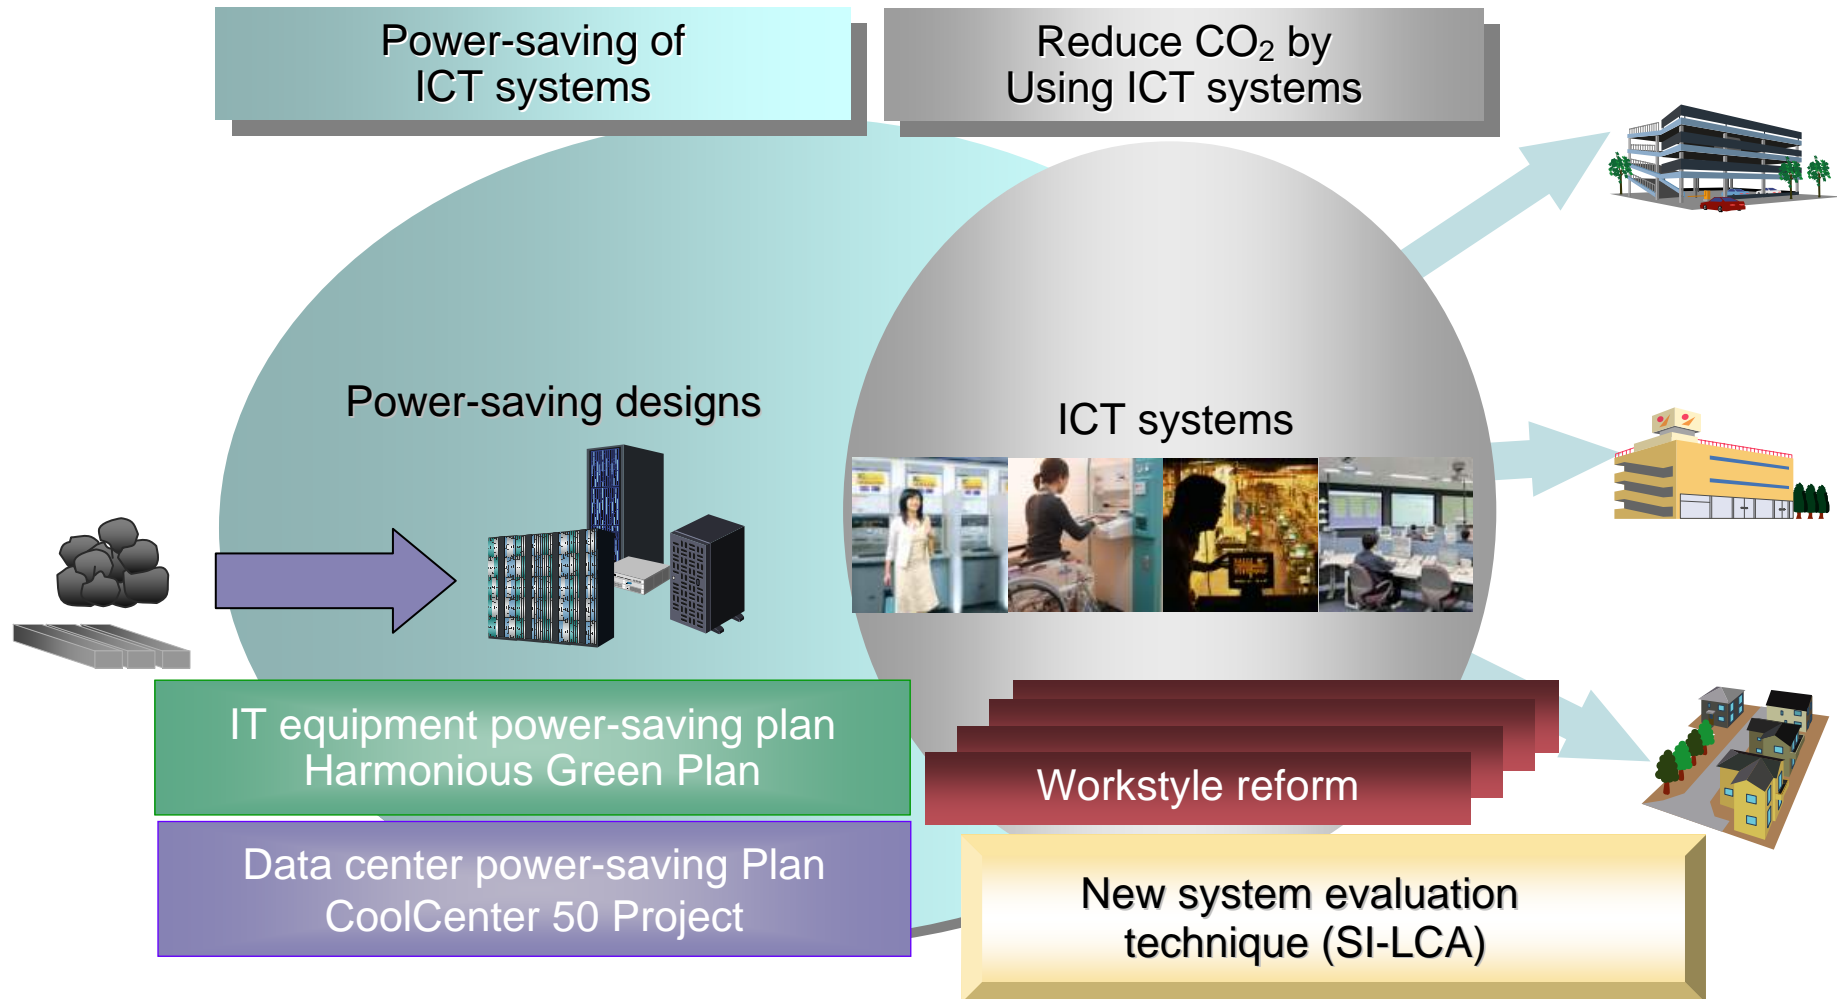 Power-saving of
ICT systems
Reduce CO₂ by
Using ICT systems
Power-saving designs
ICT systems
IT equipment power-saving plan
Harmonious Green Plan
Workstyle reform
Data center power-saving Plan
CoolCenter 50 Project
New system evaluation
technique (SI-LCA)